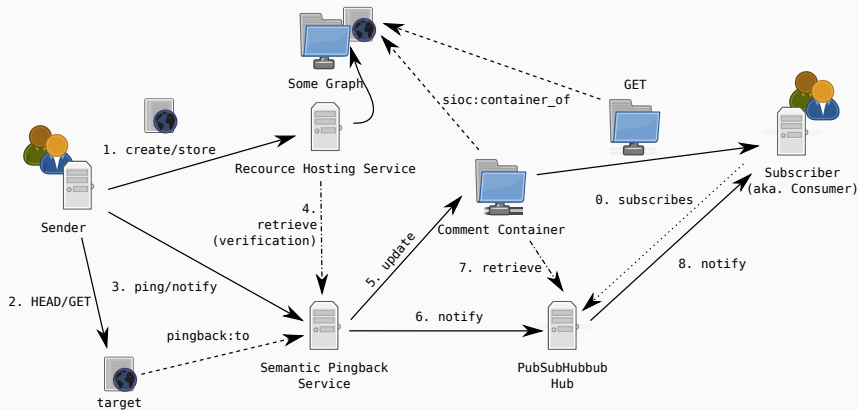 Some Graph
GET
sioc:container_of
1. create/store
Recource Hosting Service
Subscriber
(aka. Consumer)
Sender
4.
retrieve
(verification)
0. subscribes
Comment Container
5. update
7. retrieve
8. notify
3. ping/notify
2. HEAD/GET
6. notify
pingback:to
Semantic Pingback
Service
PubSubHubbub
Hub
target